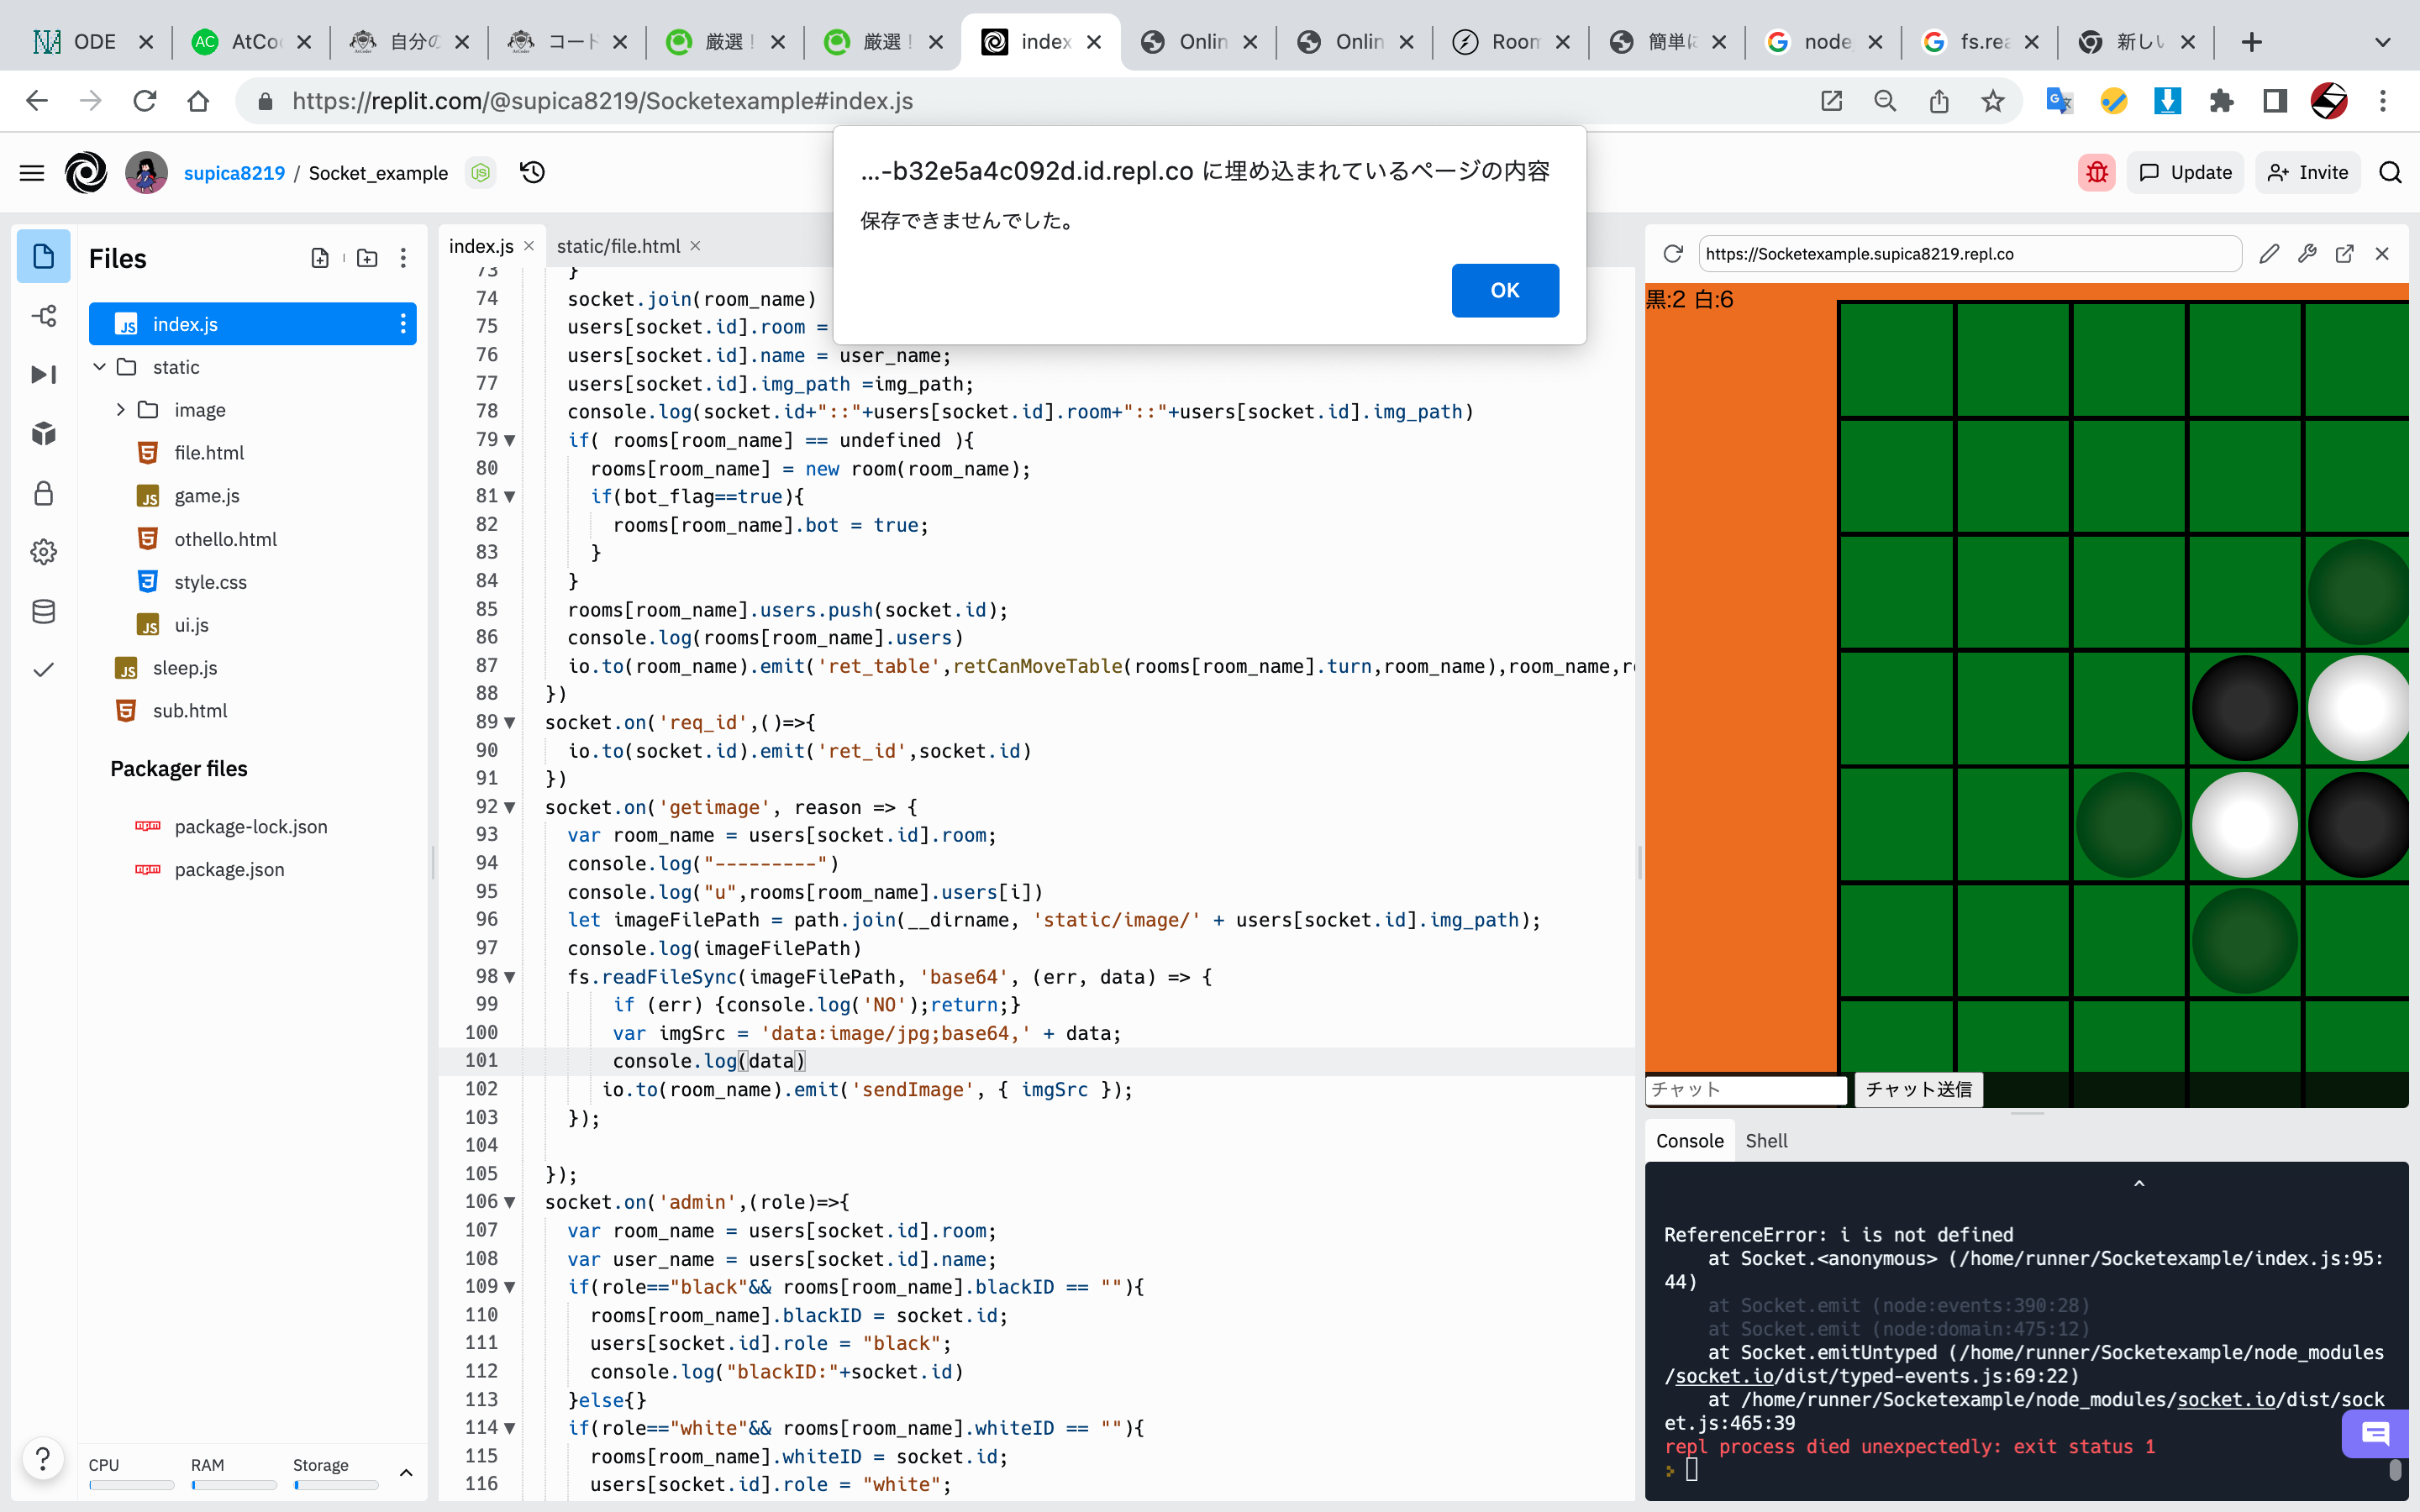 ODE
AtCo
自分の
コード
厳選！
厳選！
index
Onlin
Onlin
Room
簡単に
node
fs.rea
新しい
https://replit.com/@supica8219/Socketexample#index.js
supica8219 / Socket_example
Update
Invite
...-b32e5a4c092d.id.repl.co に埋め込まれているページの内容
保存できませんでした。
OK
Files
index.js
static
image
file.html
game.js
othello.html
style.css
ui.js
sleep.js
sub.html
Packager files
package-lock.json
package.json
CPU
RAM
Storage
index.js
static/file.html
73 }
74 socket.join(room_name)
75 users[socket.id].room =
76 users[socket.id].name = user_name;
77 users[socket.id].img_path =img_path;
78 console.log(socket.id+"::"+users[socket.id].room+"::"+users[socket.id].img_path)
79 if( rooms[room_name] == undefined ){
80 rooms[room_name] = new room(room_name);
81 if(bot_flag==true){
82 rooms[room_name].bot = true;
83 }
84 }
85 rooms[room_name].users.push(socket.id);
86 console.log(rooms[room_name].users)
87 io.to(room_name).emit('ret_table',retCanMoveTable(rooms[room_name].turn,room_name),room_name,r
88 })
89 socket.on('req_id',()=>{
90 io.to(socket.id).emit('ret_id',socket.id)
91 })
92 socket.on('getimage', reason => {
93 var room_name = users[socket.id].room;
94 console.log("---------")
95 console.log("u",rooms[room_name].users[i])
96 let imageFilePath = path.join(__dirname, 'static/image/' + users[socket.id].img_path);
97 console.log(imageFilePath)
98 fs.readFileSync(imageFilePath, 'base64', (err, data) => {
99 if (err) {console.log('NO');return;}
100 var imgSrc = 'data:image/jpg;base64,' + data;
101 console.log(data)
102 io.to(room_name).emit('sendImage', { imgSrc });
103 });
104
105 });
106 socket.on('admin',(role)=>{
107 var room_name = users[socket.id].room;
108 var user_name = users[socket.id].name;
109 if(role=="black"&& rooms[room_name].blackID == ""){
110 rooms[room_name].blackID = socket.id;
111 users[socket.id].role = "black";
112 console.log("blackID:"+socket.id)
113 }else{}
114 if(role=="white"&& rooms[room_name].whiteID == ""){
115 rooms[room_name].whiteID = socket.id;
116 users[socket.id].role = "white";
https://Socketexample.supica8219.repl.co
黒:2 白:6
チャット
チャット送信
Console
Shell
^
ReferenceError: i is not defined
at Socket.<anonymous> (/home/runner/Socketexample/index.js:95:
44)
at Socket.emit (node:events:390:28)
at Socket.emit (node:domain:475:12)
at Socket.emitUntyped (/home/runner/Socketexample/node_modules
/socket.io/dist/typed-events.js:69:22)
at /home/runner/Socketexample/node_modules/socket.io/dist/sock
et.js:465:39
repl process died unexpectedly: exit status 1